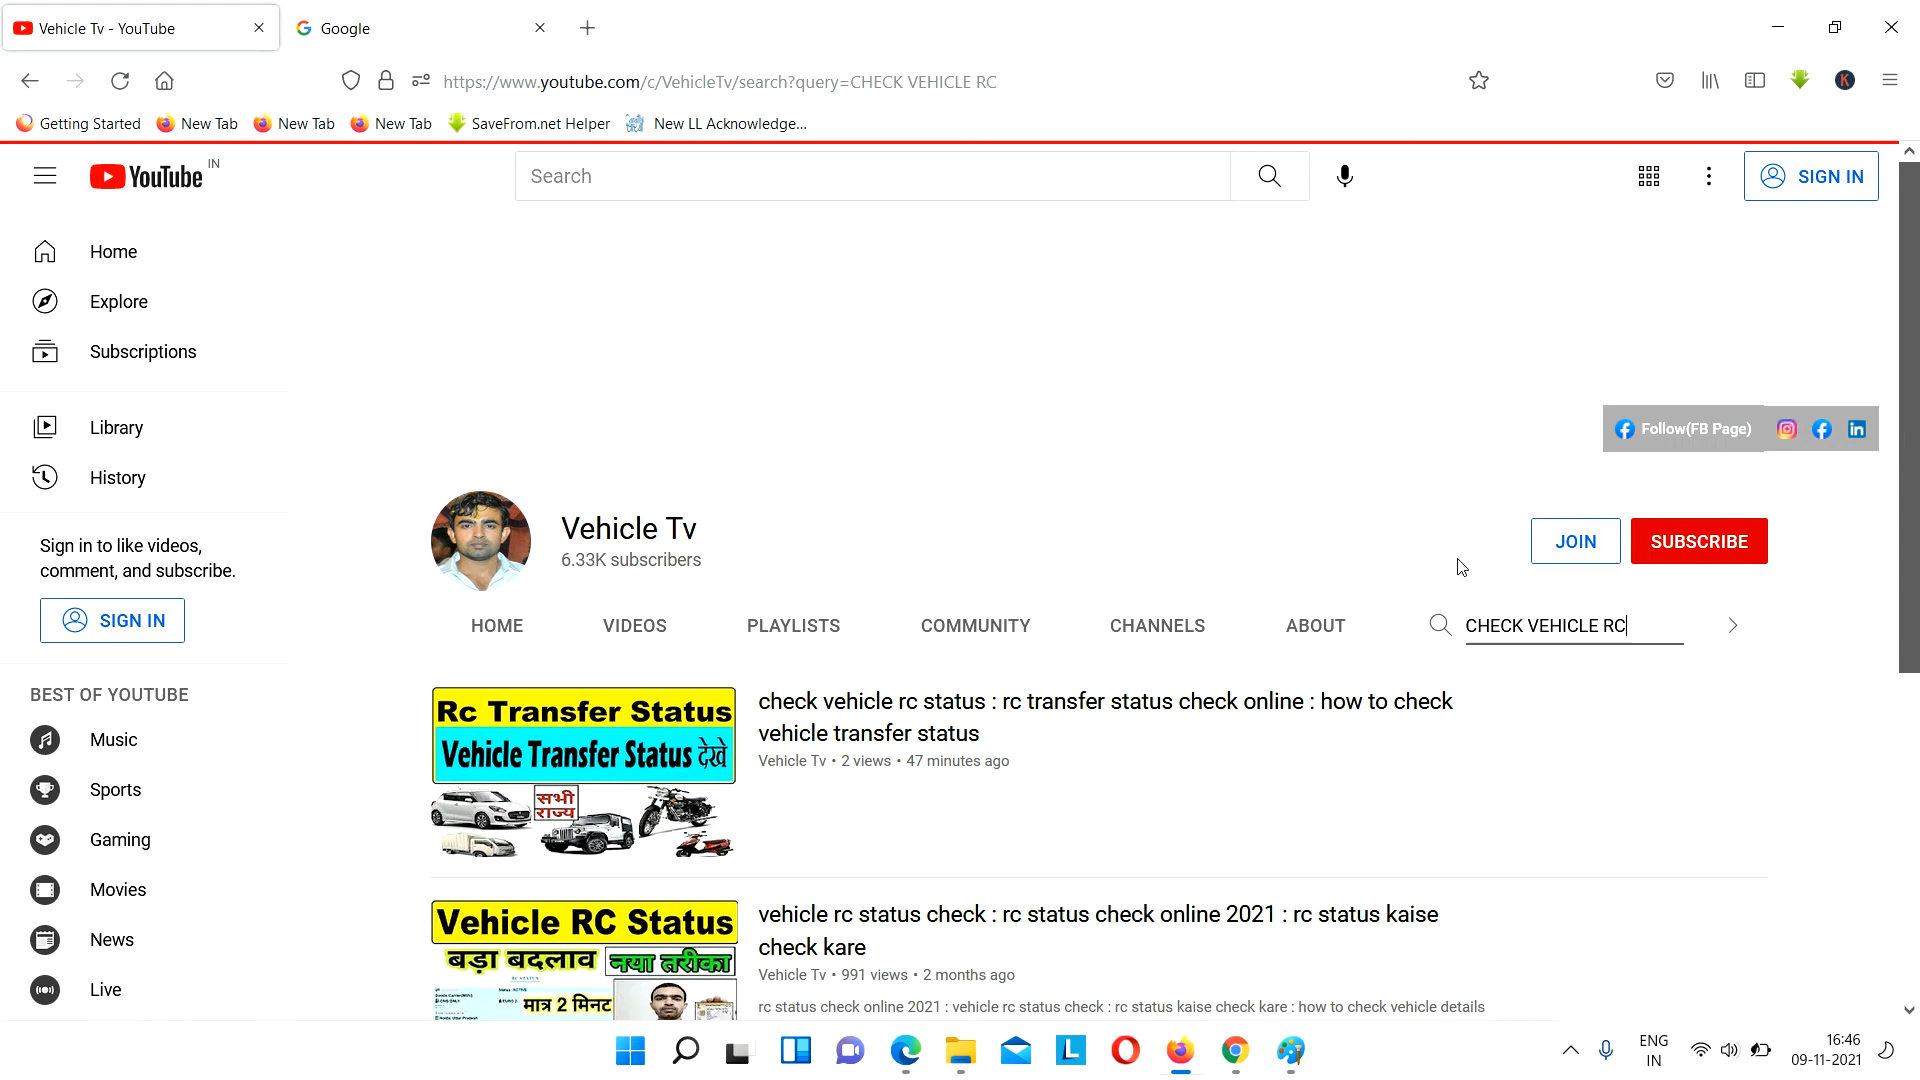 Vehicle Tv - YouTube
Google
https://www.youtube.com/c/VehicleTv/search?query=CHECK VEHICLE RC
Getting Started
New Tab
New Tab
New Tab
SaveFrom.net Helper
New LL Acknowledge...
YouTube IN
Search
SIGN IN
Home
Explore
Subscriptions
Library
History
Sign in to like videos,
comment, and subscribe.
SIGN IN
BEST OF YOUTUBE
Music
Sports
Gaming
Movies
News
Live
Follow(FB Page)
Vehicle Tv
6.33K subscribers
JOIN
SUBSCRIBE
HOME
VIDEOS
PLAYLISTS
COMMUNITY
CHANNELS
ABOUT
CHECK VEHICLE RC
Rc Transfer Status
Vehicle Transfer Status देखे
सभी
राज्य
check vehicle rc status : rc transfer status check online : how to check
vehicle transfer status
Vehicle Tv • 2 views • 47 minutes ago
Vehicle RC Status
बड़ा बदलाव नया तरीका
RC STATUS
मात्र 2 मिनट
vehicle rc status check : rc status check online 2021 : rc status kaise
check kare
Vehicle Tv • 991 views • 2 months ago
rc status check online 2021 : vehicle rc status check : rc status kaise check kare : how to check vehicle details
ENG
IN
16:46
09-11-2021